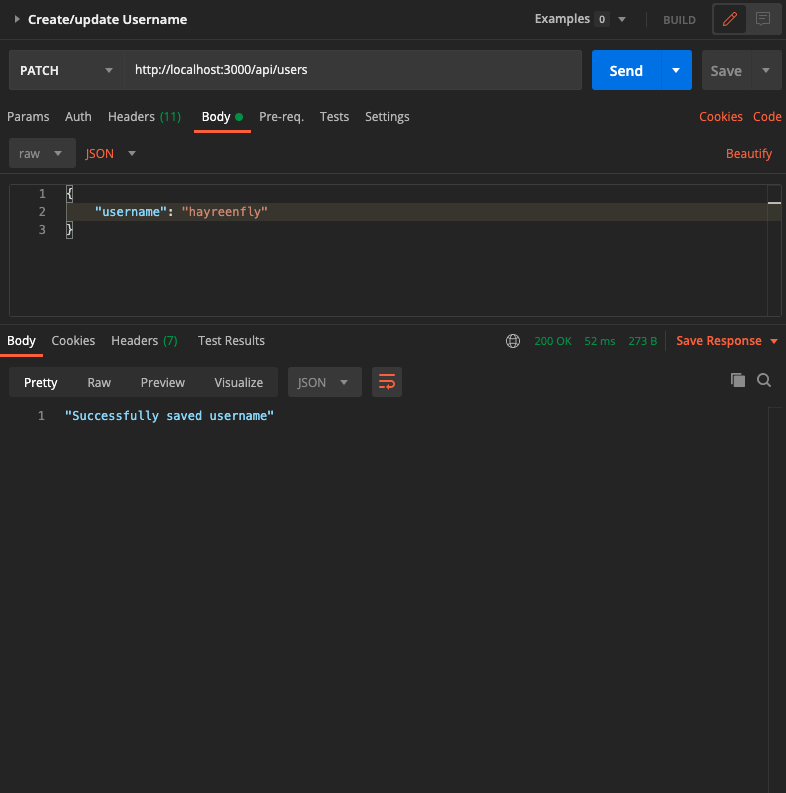 Create/update Username Examples 0 BUILD
PATCH http://localhost:3000/api/users Send Save
Params Auth Headers (11) Body Pre-req. Tests Settings Cookies Code
raw JSON Beautify
1 {
2 "username": "hayreenfly"
3 }
Body Cookies Headers (7) Test Results 200 OK 52 ms 273 B Save Response
Pretty Raw Preview Visualize JSON
1 "Successfully saved username"